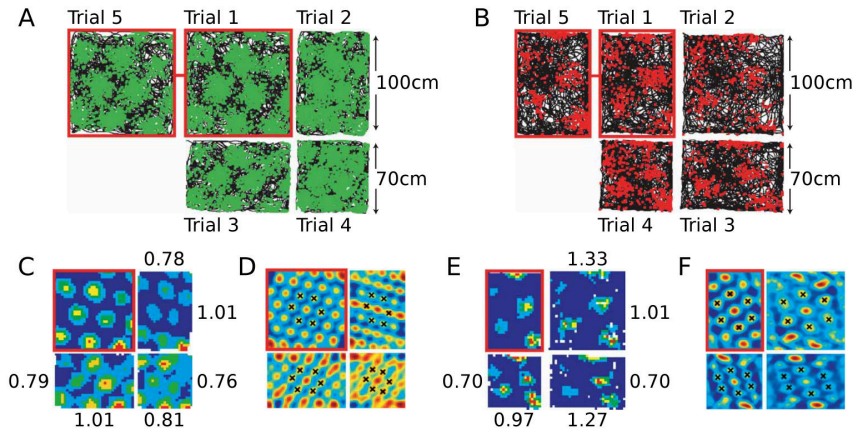 A
Trial 5 Trial 1 Trial 2
100cm
70cm
Trial 3 Trial 4
B
Trial 5 Trial 1 Trial 2
100cm
70cm
Trial 4 Trial 3
C
0.78
1.01
0.79
0.76
1.01 0.81
D
E
1.33
1.01
0.70
0.70
0.97 1.27
F